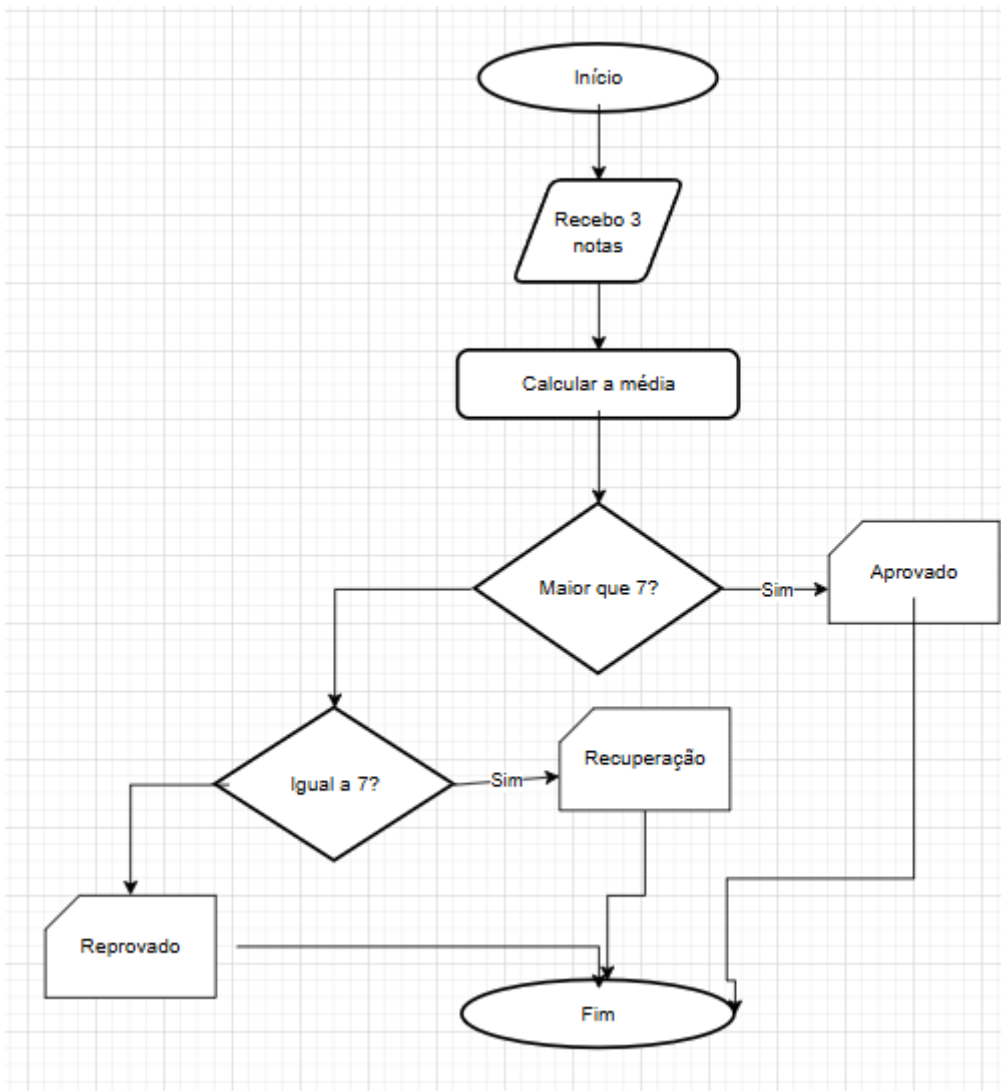 Início
Recebo 3
notas
Calcular a média
Maior que 7?
Sim
Aprovado
Igual a 7?
Sim
Recuperação
Reprovado
Fim